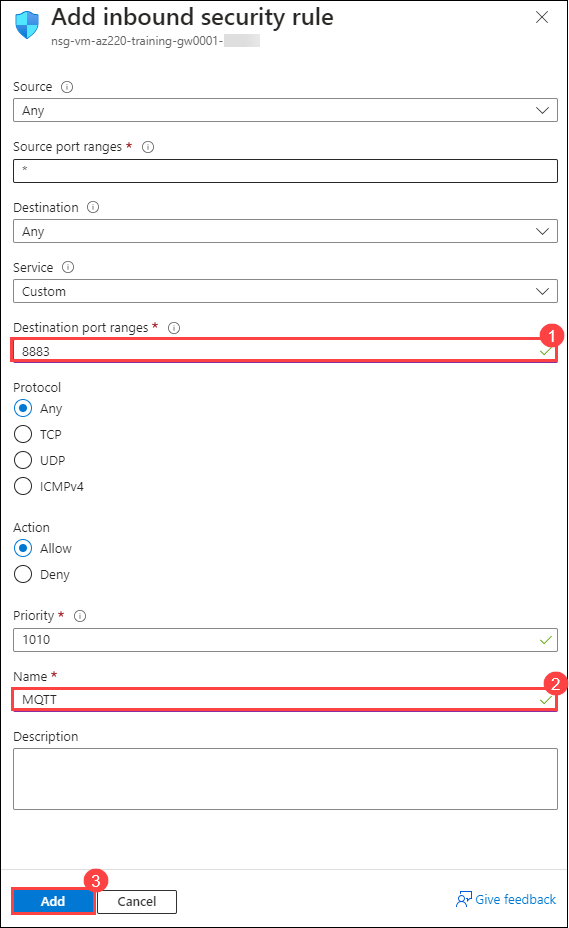 Add inbound security rule
nsg-vm-az220-training-gw0001-
Source
Any
Source port ranges *
*
Destination
Any
Service
Custom
Destination port ranges *
1
8883
Protocol
Any
TCP
UDP
ICMPv4
Action
Allow
Deny
Priority *
1010
Name *
2
MQTT
Description
3
Add Cancel Give feedback